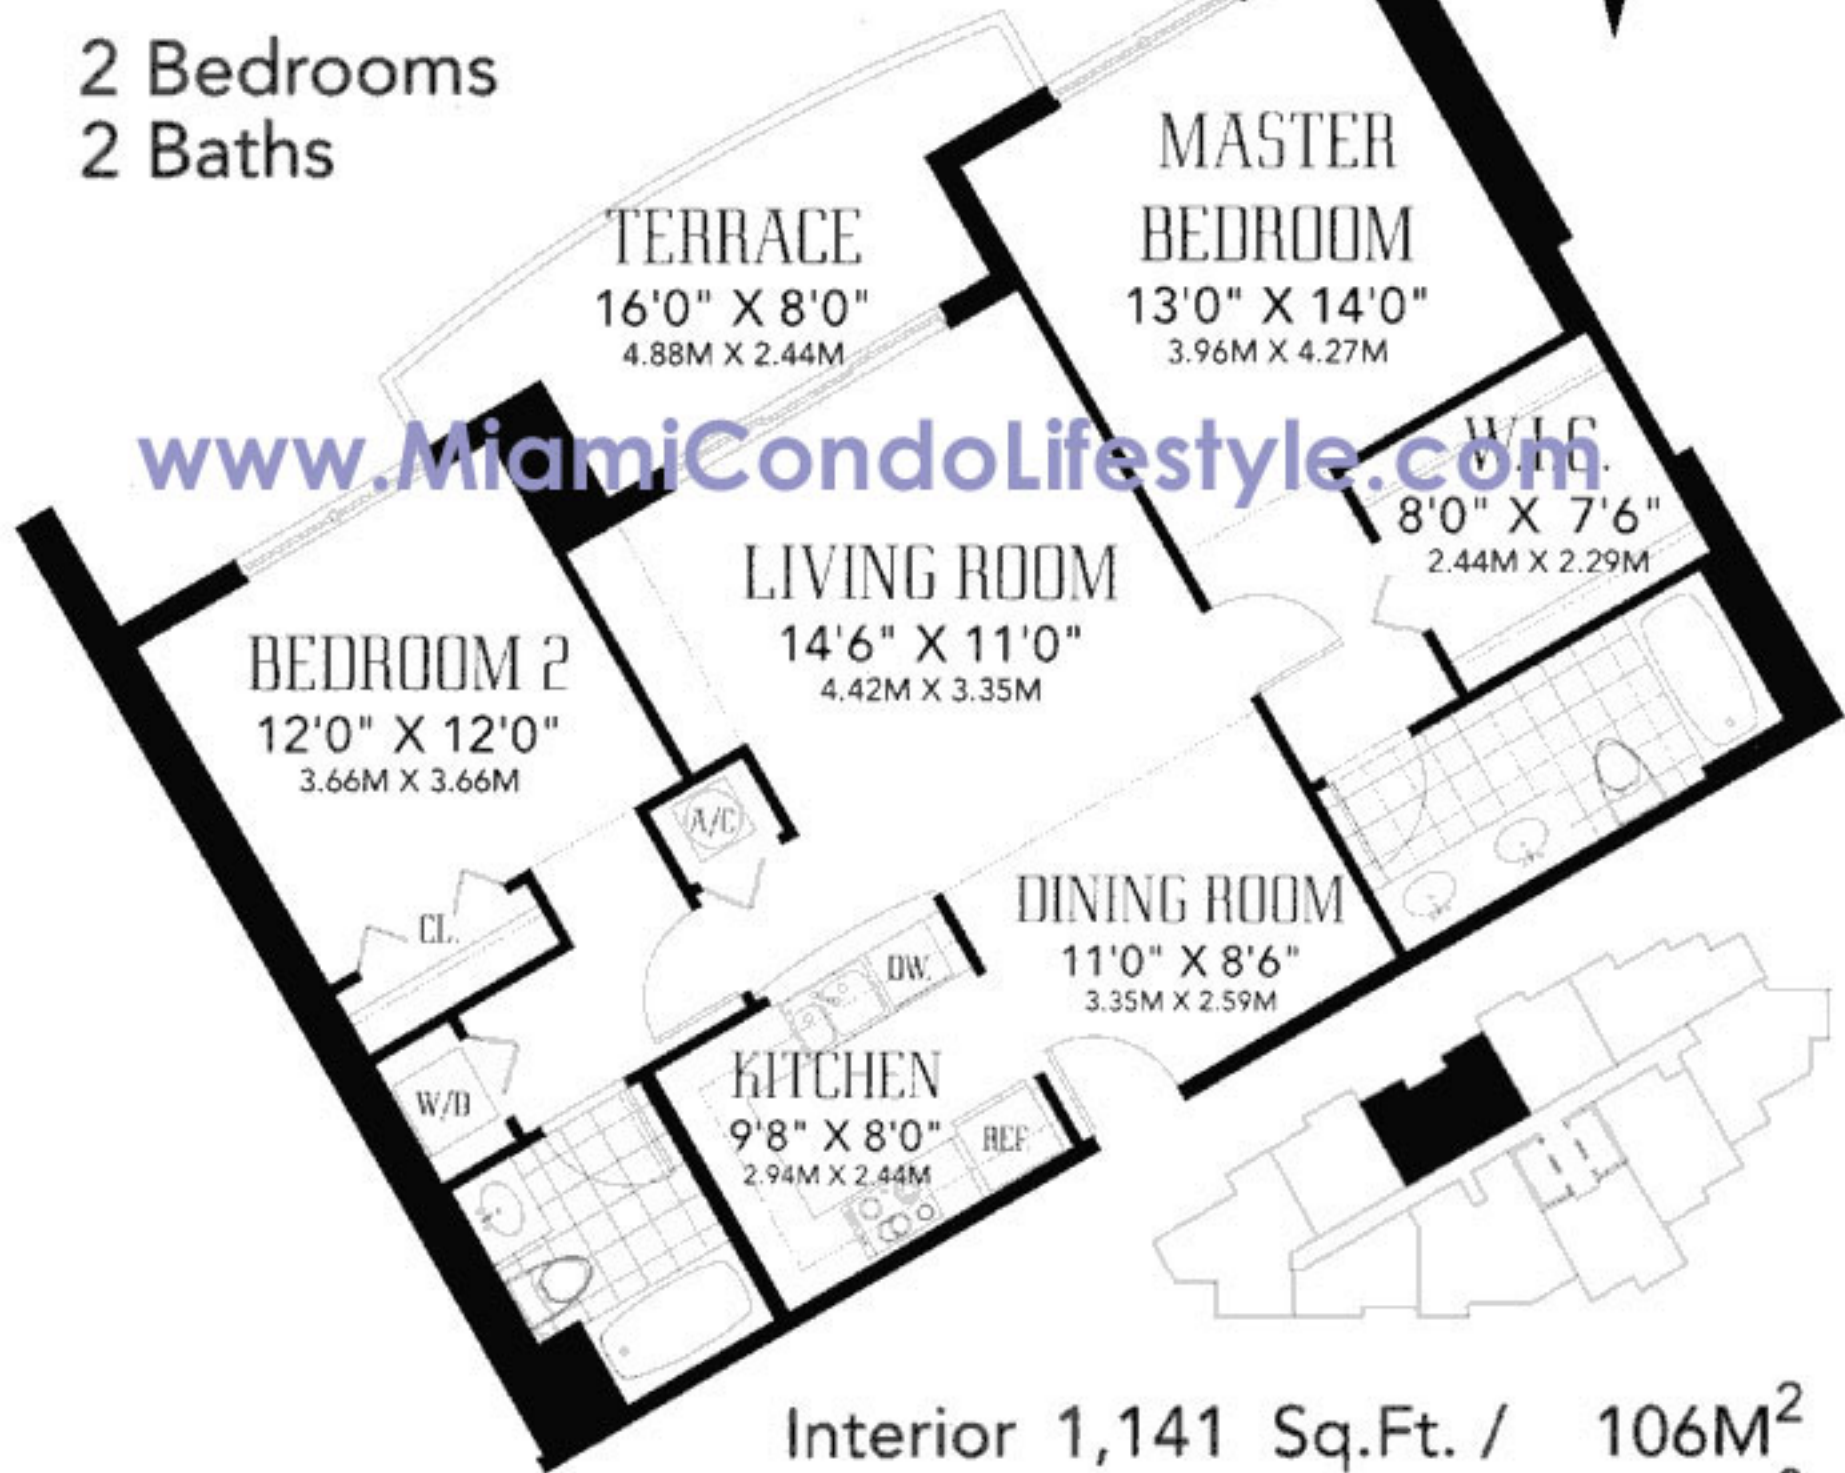 2 Bedrooms
2 Baths
MASTER
BEDROOM
13'0" X 14'0"
3.96M X 4.27M
TERRACE
16'0" X 8'0"
4.88M X 2.44M
www.MiamiCondoLifestyle.com
W.I.C.
8'0" X 7'6"
2.44M X 2.29M
LIVING ROOM
14'6" X 11'0"
4.42M X 3.35M
BEDROOM 2
12'0" X 12'0"
3.66M X 3.66M
A/C
CL.
DINING ROOM
11'0" X 8'6"
3.35M X 2.59M
DW.
KITCHEN
9'8" X 8'0"
2.94M X 2.44M
W/D
REF.
Interior 1,141 Sq.Ft. / 106M²